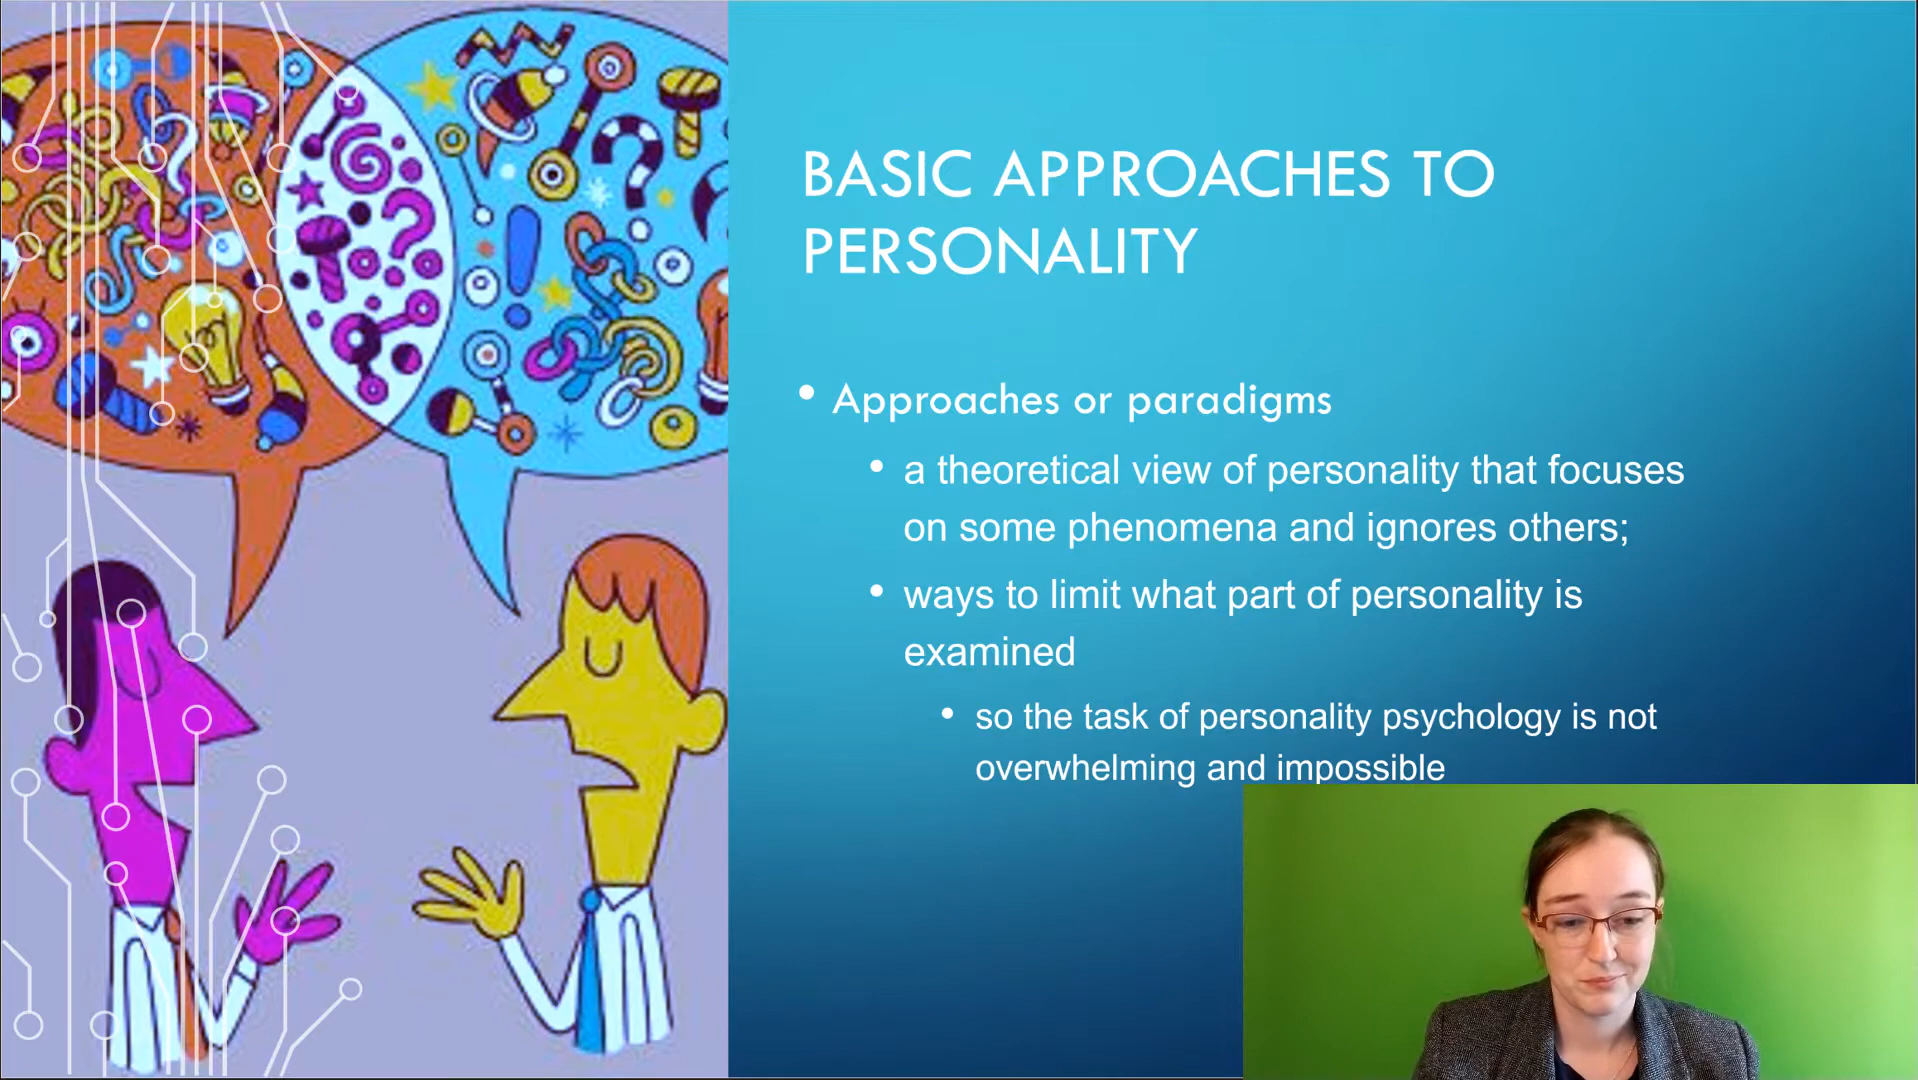 BASIC APPROACHES TO
PERSONALITY
• Approaches or paradigms
• a theoretical view of personality that focuses
on some phenomena and ignores others;
• ways to limit what part of personality is
examined
• so the task of personality psychology is not
overwhelming and impossible